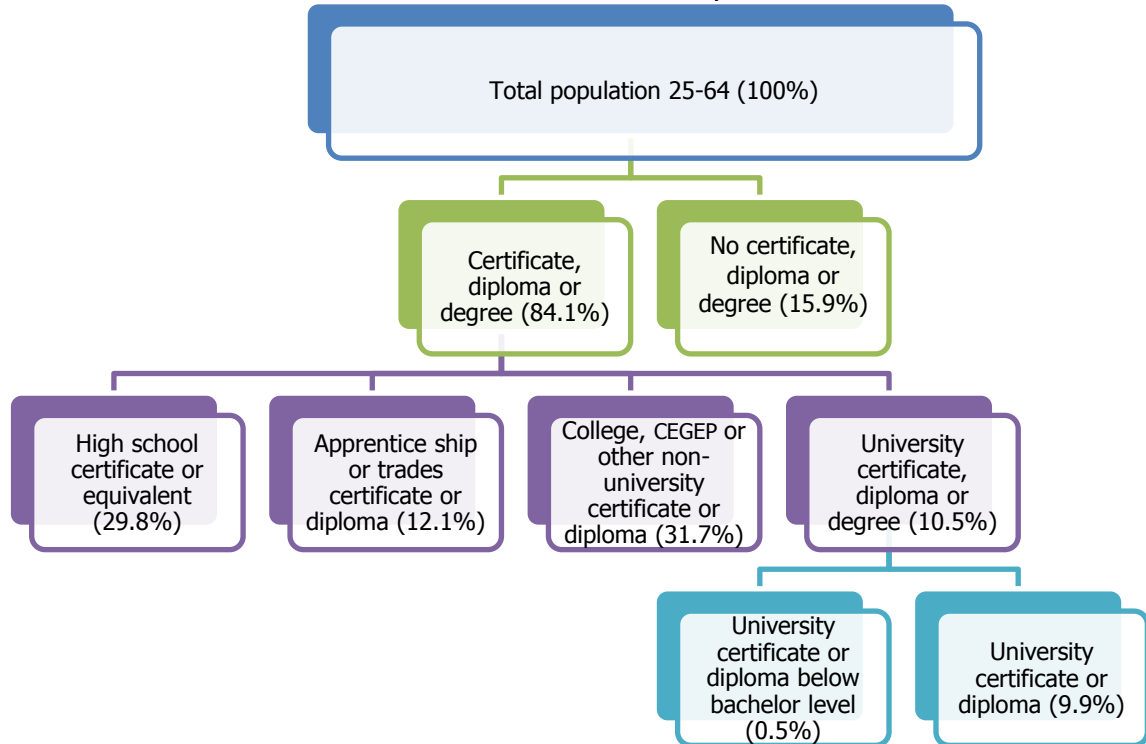 Total population 25-64 (100%)
Certificate,
diploma or
degree (84.1%)
No certificate,
diploma or
degree (15.9%)
High school
certificate or
equivalent
(29.8%)
Apprentice ship
or trades
certificate or
diploma (12.1%)
College, CEGEP or
other non-
university
certificate or
diploma (31.7%)
University
certificate,
diploma or
degree (10.5%)
University
certificate or
diploma below
bachelor level
(0.5%)
University
certificate or
diploma (9.9%)